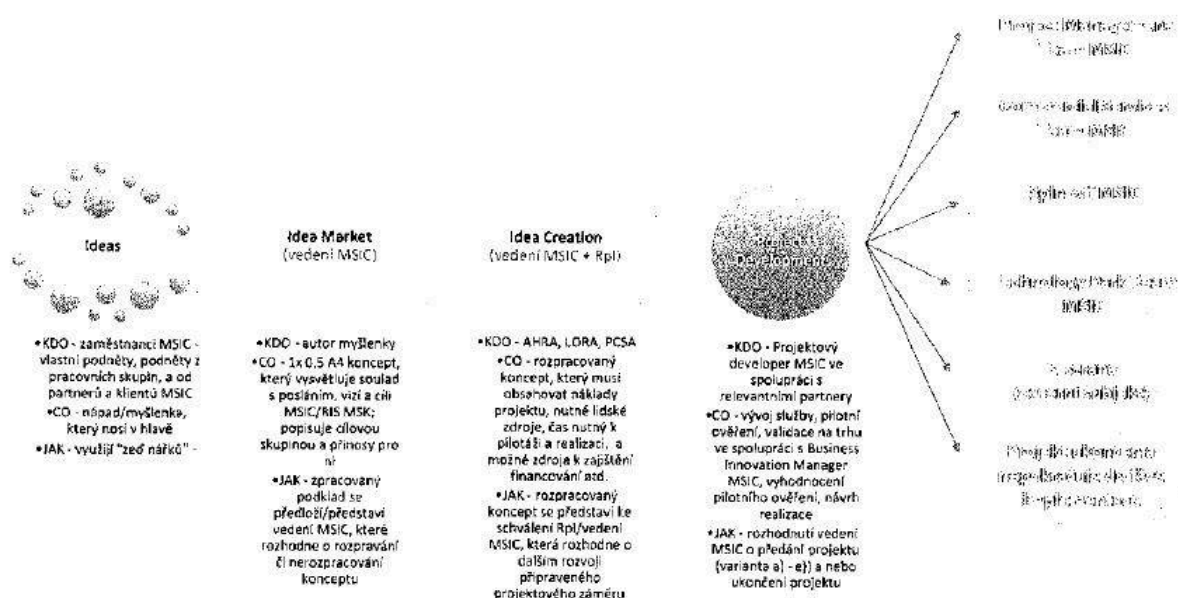 Ideas
•KDO - zaměstnanci MSIC -
vlastní podněty, podněty z
pracovních skupin, a od
partnerů a klientů MSIC
•CO - nápad/myšlenka,
který nosí v hlavě
•JAK - využijí "zeď nářků" -
Idea Market
(vedení MSIC)
•KDO - autor myšlenky
•CO - 1x 0,5 A4 koncept,
který vysvětluje soulad
s posláním, vizí a cíli
MSIC/RIS MSK;
popisuje cílovou
skupinou a přínosy pro
ni
•JAK - zpracovaný
podklad se
předloží/představí
vedení MSIC, které
rozhodne o rozpravání
či nerozpracování
konceptu
Idea Creation
(vedení MSIC + RpI)
•KDO - AHRA, LORA, PCSA
•CO - rozpracovaný
koncept, který musí
obsahovat náklady
projektu, nutné lidské
zdroje, čas nutný k
pilotáži a realizaci, a
možné zdroje k zajištění
financování atd.
•JAK - rozpracovaný
koncept se představí ke
schválení RpI/vedení
MSIC, která rozhodne o
dalším rozvoji
připraveného
projektového záměru
Project
Development
•KDO - Projektový
developer MSIC ve
spolupráci s
relevantními partnery
•CO - vývoj služby, pilotní
ověření, validace na trhu
ve spolupráci s Business
Innovation Manager
MSIC, vyhodnocení
pilotního ověření, návrh
realizace
•JAK - rozhodnutí vedení
MSIC o předání projektu
(varianta a) - e)) a nebo
ukončení projektu
MSIC
MSIC
MSIC
MSIC